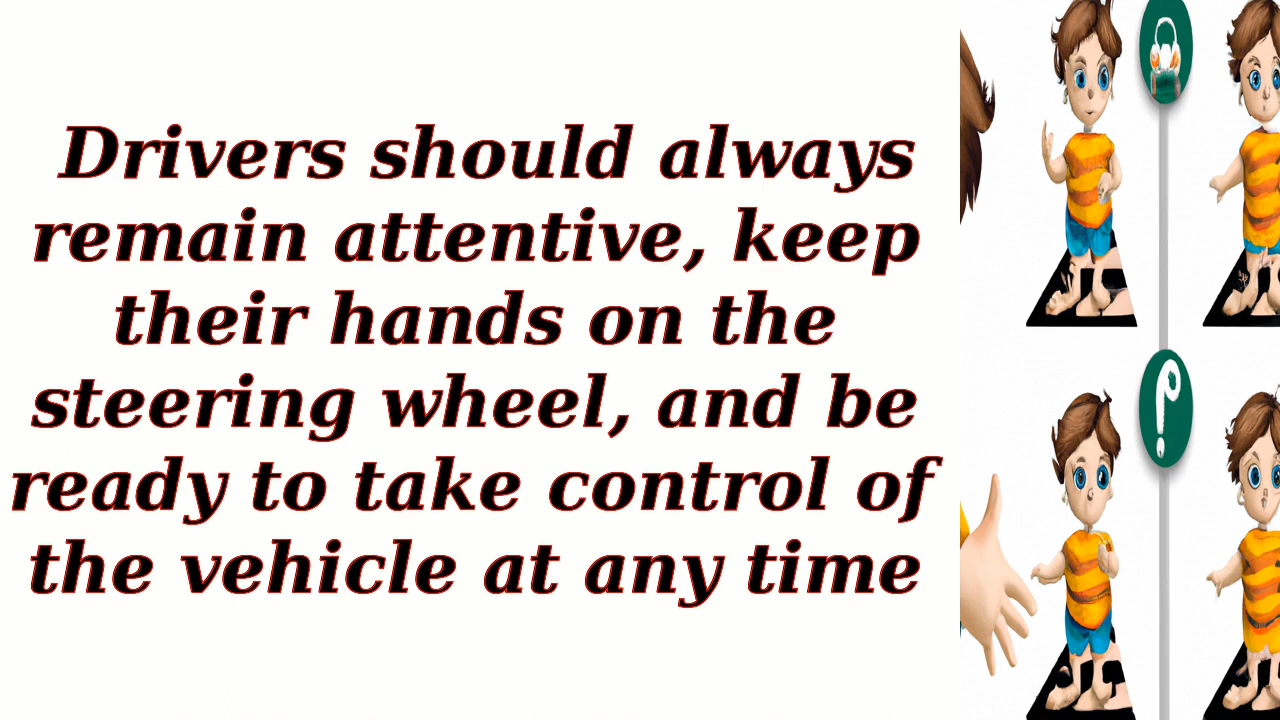 Drivers should always
remain attentive, keep
their hands on the
steering wheel, and be
ready to take control of
the vehicle at any time